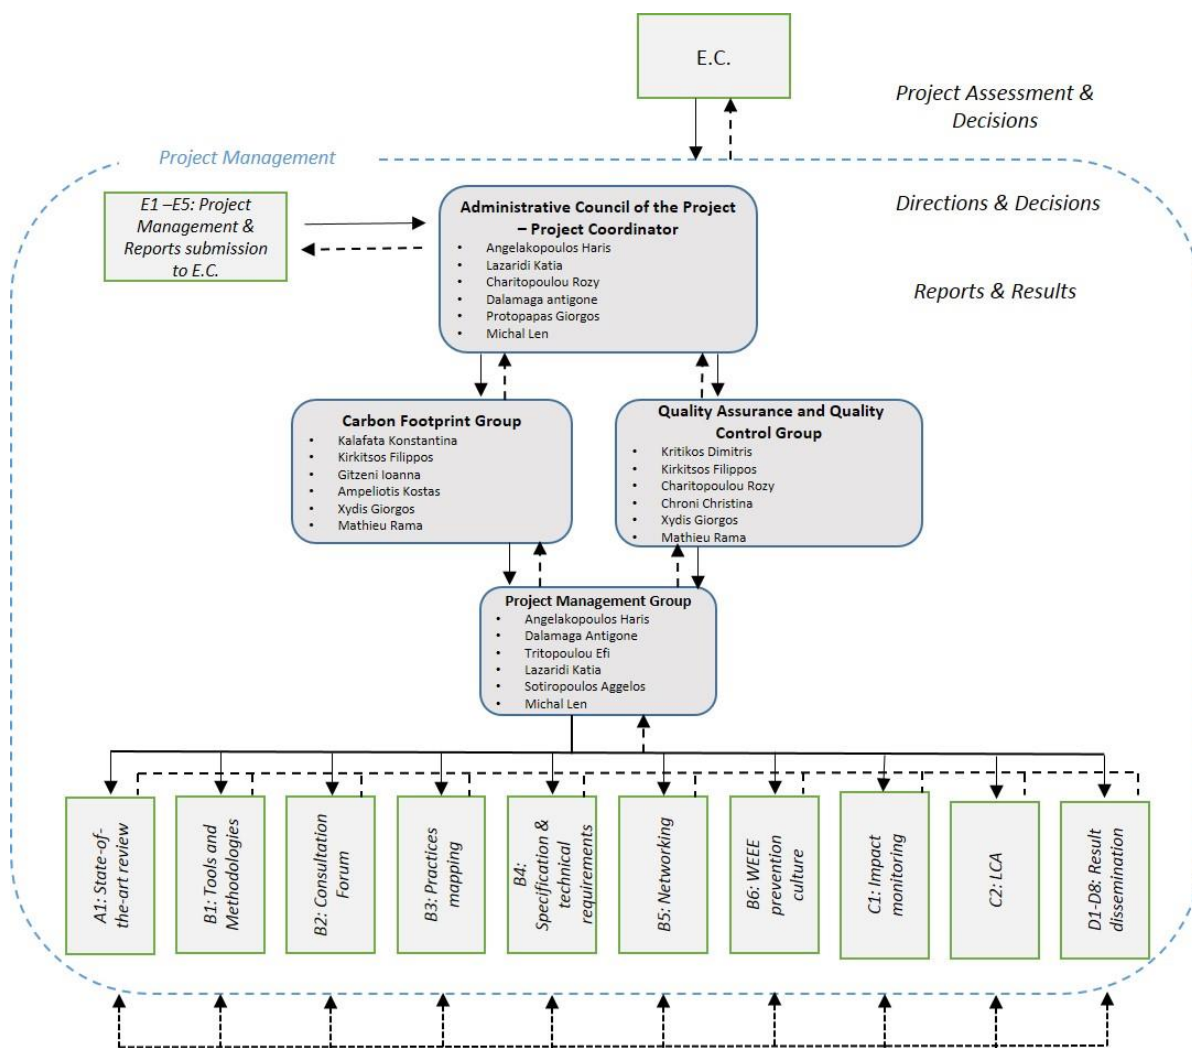 E.C.
Project Assessment &
Decisions
Project Management
E1 –E5: Project
Management &
Reports submission
to E.C.
Administrative Council of the Project
– Project Coordinator
• Angelakopoulos Haris
• Lazaridi Katia
• Charitopoulou Rozy
• Dalamaga antigone
• Protopapas Giorgos
• Michal Len
Directions & Decisions
Reports & Results
Carbon Footprint Group
• Kalafata Konstantina
• Kirkitsos Filippos
• Gitzeni Ioanna
• Ampeliotis Kostas
• Xydis Giorgos
• Mathieu Rama
Quality Assurance and Quality
Control Group
• Kritikos Dimitris
• Kirkitsos Filippos
• Charitopoulou Rozy
• Chroni Christina
• Xydis Giorgos
• Mathieu Rama
Project Management Group
• Angelakopoulos Haris
• Dalamaga Antigone
• Tritopoulou Efi
• Lazaridi Katia
• Sotiropoulos Aggelos
• Michal Len
A1: State-of-
the-art review
B1: Tools and
Methodologies
B2: Consultation
Forum
B3: Practices
mapping
B4:
Specification &
technical
requirements
B5: Networking
B6: WEEE
prevention
culture
C1: Impact
monitoring
C2: LCA
D1-D8: Result
dissemination